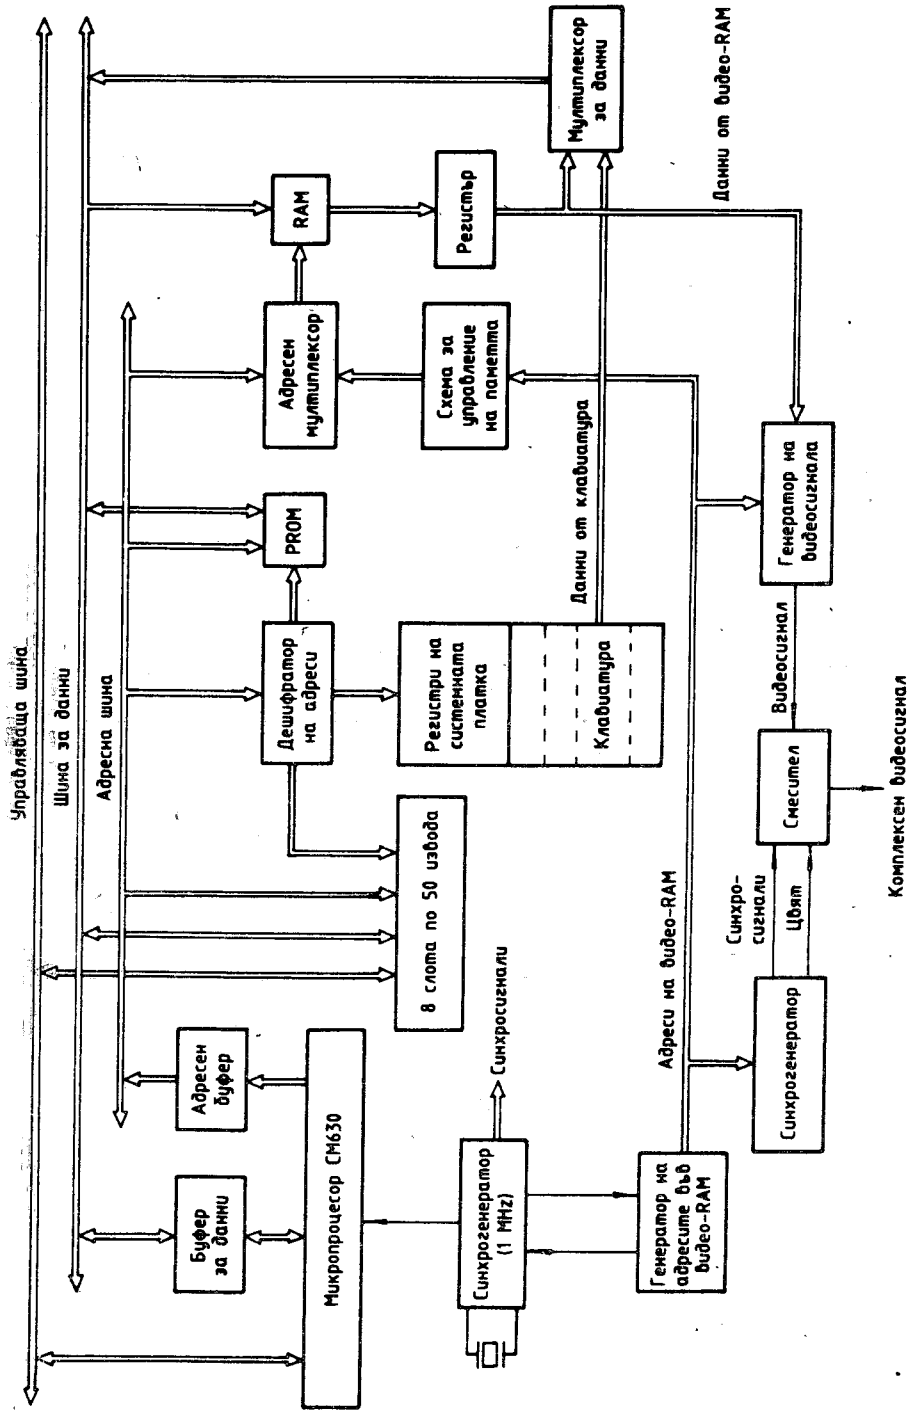 Управляваща шина
Шина за данни
Адресна шина
Буфер
за данни
Адресен
буфер
Микропроцесор СМ630
8 слота по 50 извода
Дешифратор
на адреси
PROM
Адресен
мултиплексор
RAM
Регистри на
системната
платка
Клавиатура
Схема за
управление
на паметта
Регистър
Мултиплексор
за данни
Данни от клавиатура
Данни от видео-RAM
Синхрогенератор
(1 MHz)
Синхросигнали
Генератор на
адресите във
видео-RAM
Адреси на видео-RAM
Синхрогенератор
Синхро-
сигнали
Цвят
Смесител
Видеосигнал
Генератор на
видеосигнала
Комплексен видеосигнал